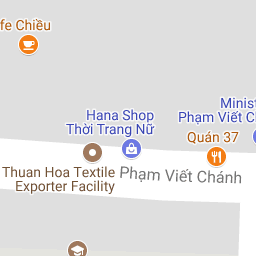 fe Chiều
Hana Shop
Thời Trang Nữ
Minist
Phạm Viết C
Quán 37
Thuan Hoa Textile
Exporter Facility
Phạm Viết Chánh